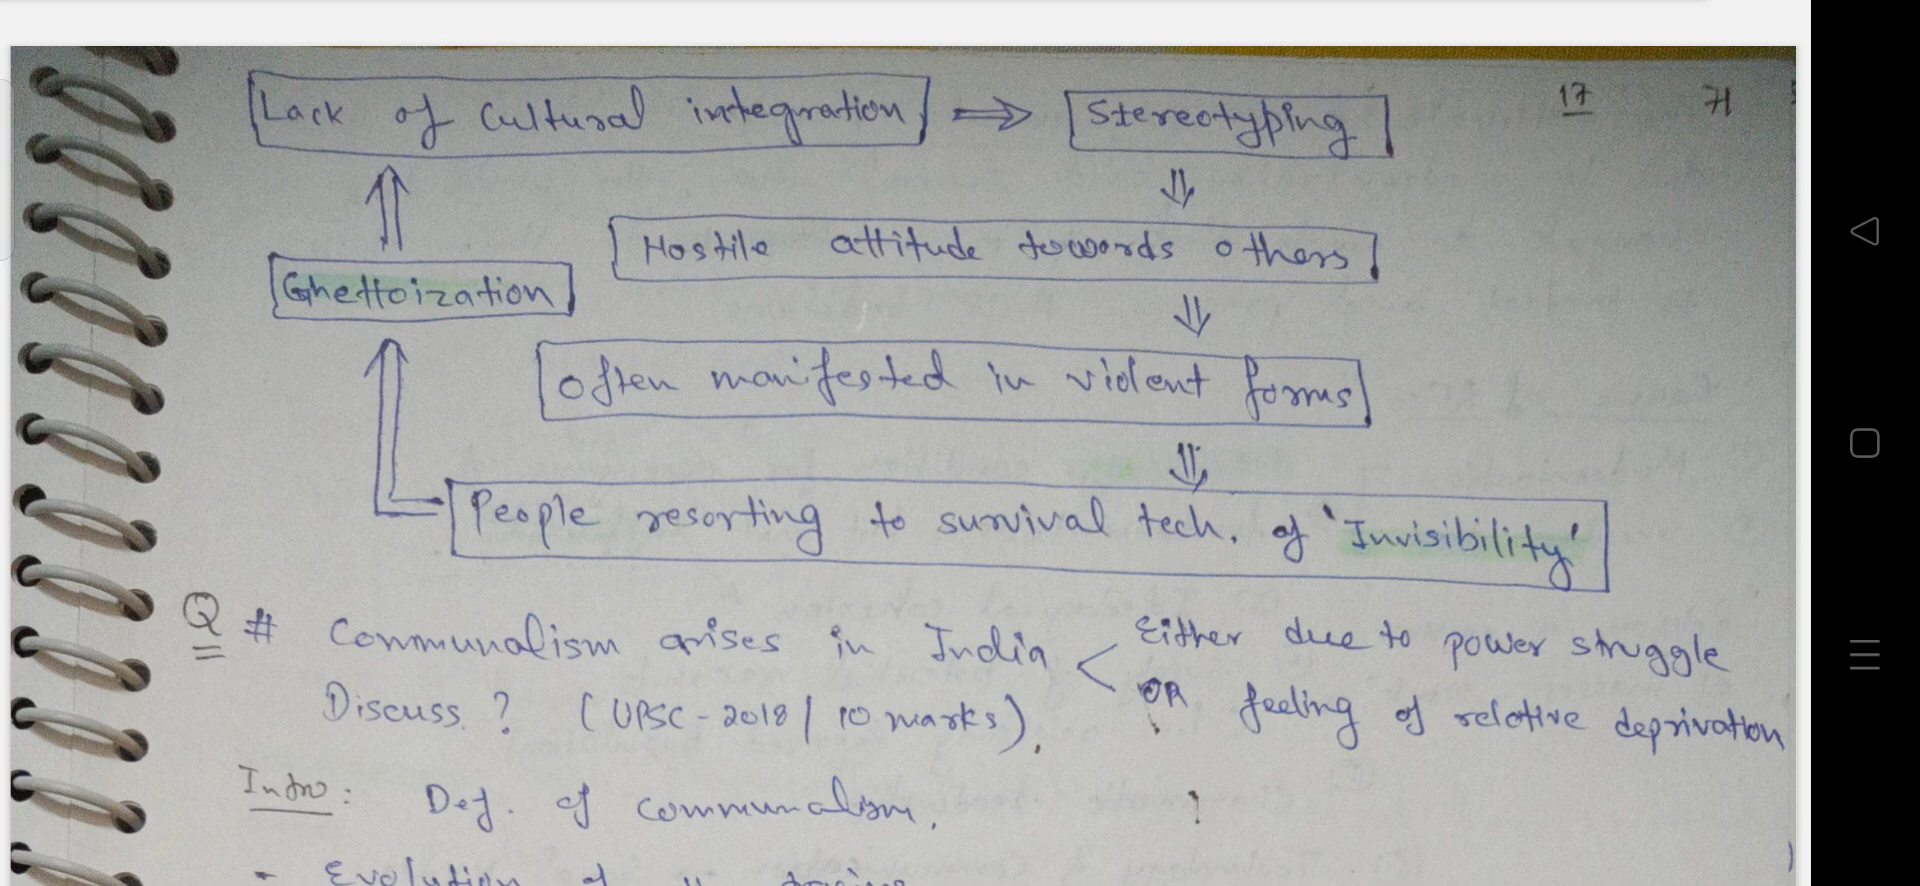 17 71
Lack of Cultural integration ⇒ Stereotyping
⇓
Hostile attitude towards others
⇓
Ghettoization
often manifested in violent forms
⇓
People resorting to survival tech. of 'Invisibility'
Q # Communalism arises in India < Either due to power struggle
Discuss ? (UPSC - 2018 / 10 marks). OR feeling of relative deprivation
Intro: Def. of communalism.
- Evolution of